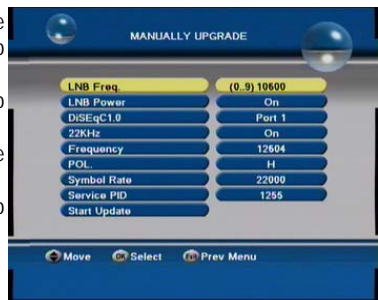 MANUALLY UPGRADE
LNB Freq. (0..9) 10600
LNB Power On
DiSEqC1.0 Port 1
22KHz On
Frequency 12604
POL. H
Symbol Rate 22000
Service PID 1255
Start Update
Move OK Select Exit Prev Menu